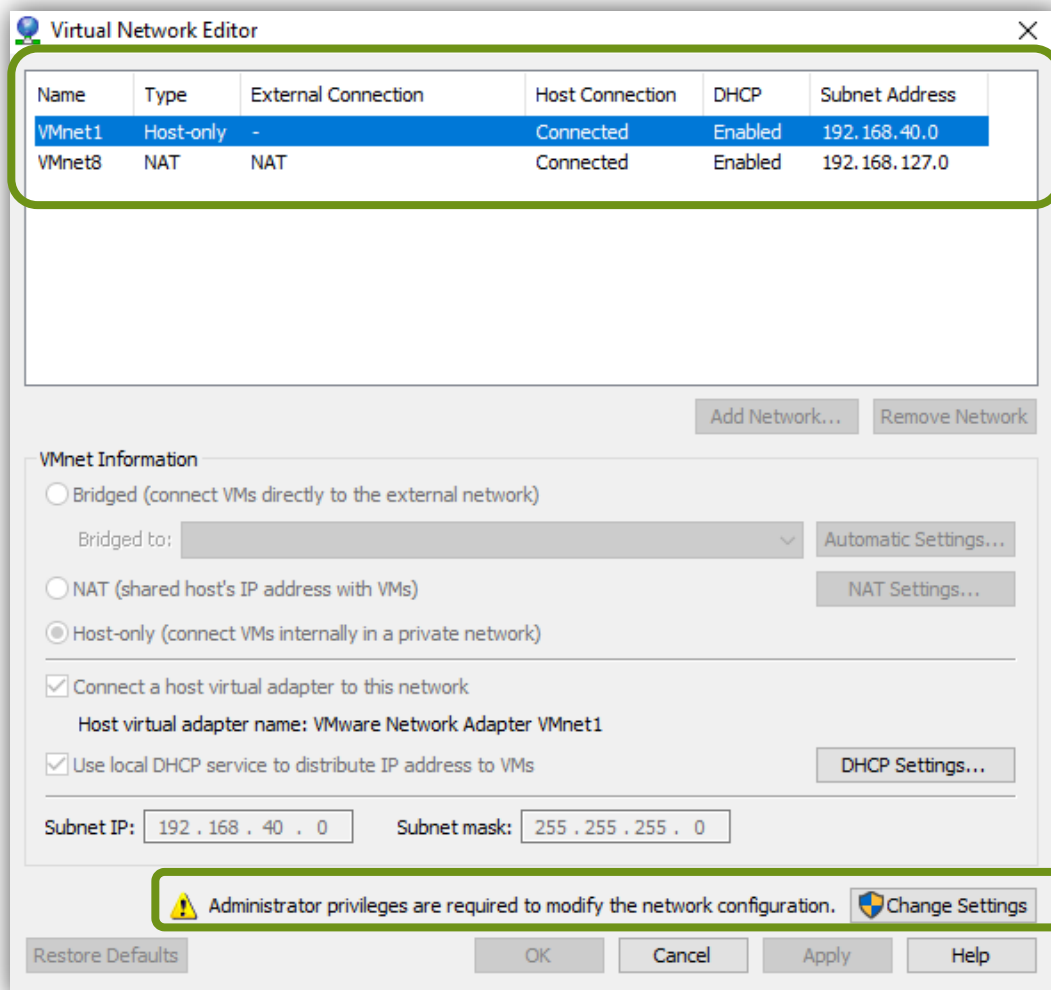 Virtual Network Editor
Name Type External Connection Host Connection DHCP Subnet Address
VMnet1 Host-only - Connected Enabled 192.168.40.0
VMnet8 NAT NAT Connected Enabled 192.168.127.0
Add Network... Remove Network
VMnet Information
Bridged (connect VMs directly to the external network)
Bridged to: Automatic Settings...
NAT (shared host's IP address with VMs) NAT Settings...
Host-only (connect VMs internally in a private network)
Connect a host virtual adapter to this network
Host virtual adapter name: VMware Network Adapter VMnet1
Use local DHCP service to distribute IP address to VMs DHCP Settings...
Subnet IP: 192 . 168 . 40 . 0 Subnet mask: 255 . 255 . 255 . 0
Administrator privileges are required to modify the network configuration. Change Settings
Restore Defaults OK Cancel Apply Help